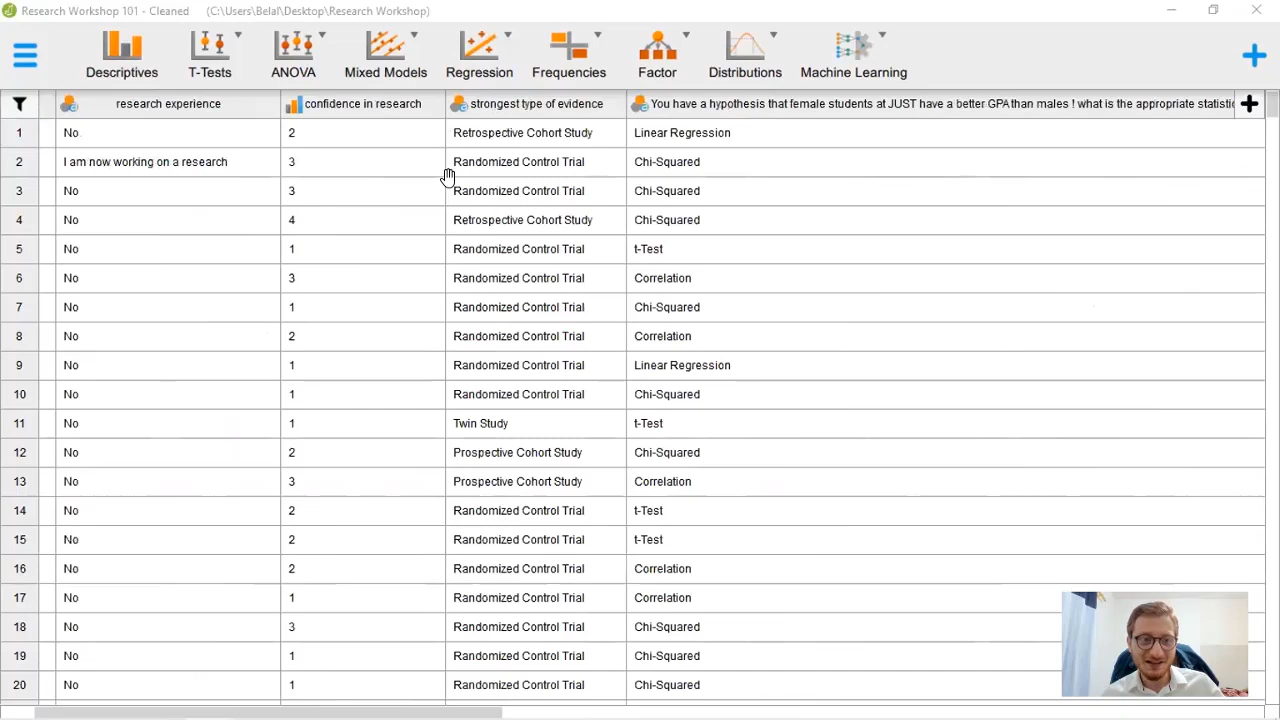 Research Workshop 101 - Cleaned (C:\Users\Belal\Desktop\Research Workshop)
Descriptives T-Tests ANOVA Mixed Models Regression Frequencies Factor Distributions Machine Learning
research experience confidence in research strongest type of evidence You have a hypothesis that female students at JUST have a better GPA than males ! what is the appropriate statistic
1 No. 2 Retrospective Cohort Study Linear Regression
2 I am now working on a research 3 Randomized Control Trial Chi-Squared
3 No 3 Randomized Control Trial Chi-Squared
4 No 4 Retrospective Cohort Study Chi-Squared
5 No 1 Randomized Control Trial t-Test
6 No 3 Randomized Control Trial Correlation
7 No 1 Randomized Control Trial Chi-Squared
8 No 2 Randomized Control Trial Correlation
9 No 1 Randomized Control Trial Linear Regression
10 No 1 Randomized Control Trial Chi-Squared
11 No 1 Twin Study t-Test
12 No 2 Prospective Cohort Study Chi-Squared
13 No 3 Prospective Cohort Study Correlation
14 No 2 Randomized Control Trial t-Test
15 No 2 Randomized Control Trial t-Test
16 No 2 Randomized Control Trial Correlation
17 No 1 Randomized Control Trial Correlation
18 No 3 Randomized Control Trial Chi-Squared
19 No 1 Randomized Control Trial Chi-Squared
20 No 1 Randomized Control Trial Chi-Squared